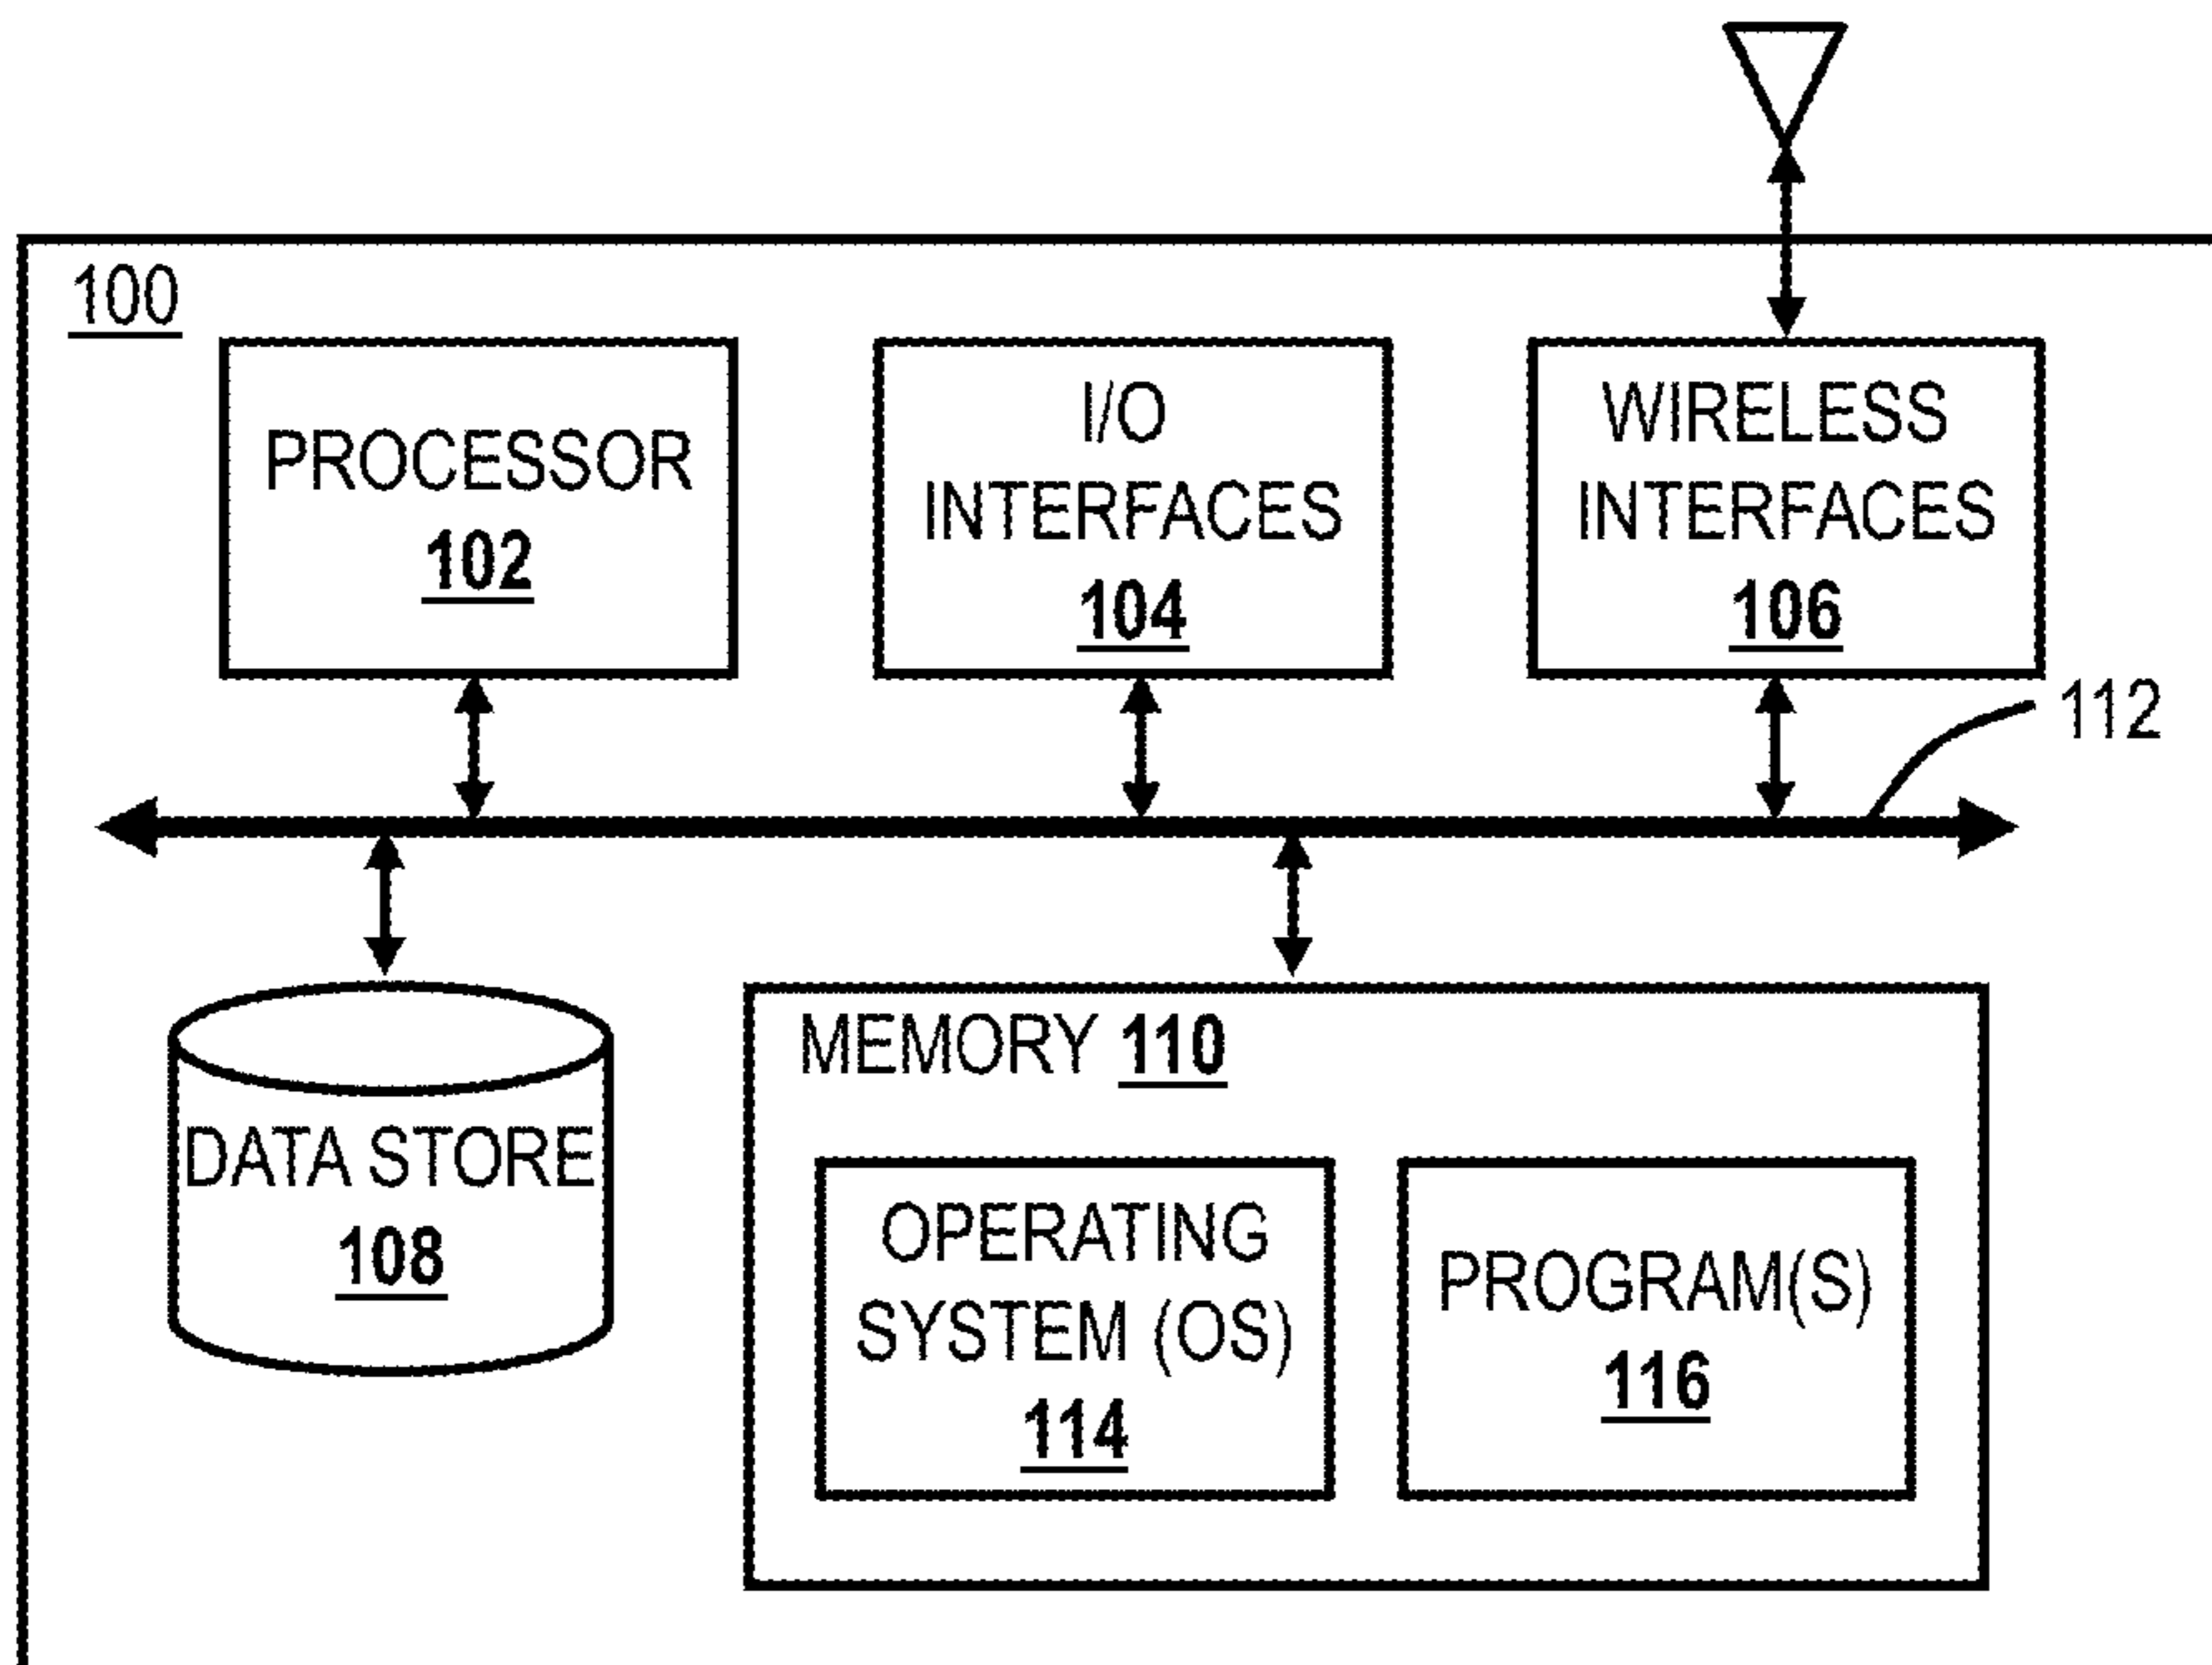 100
PROCESSOR
102
I/O
INTERFACES
104
WIRELESS
INTERFACES
106
112
DATA STORE
108
MEMORY 110
OPERATING
SYSTEM (OS)
114
PROGRAM(S)
116